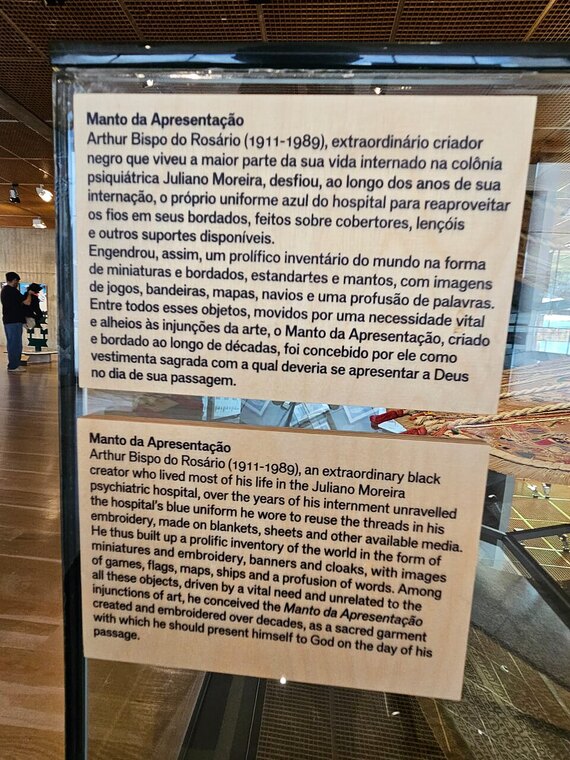 Manto da Apresentação
Arthur Bispo do Rosário (1911-1989), extraordinário criador
negro que viveu a maior parte da sua vida internado na colônia
psiquiátrica Juliano Moreira, desfiou, ao longo dos anos de sua
internação, o próprio uniforme azul do hospital para reaproveitar
os fios em seus bordados, feitos sobre cobertores, lençóis
e outros suportes disponíveis.
Engendrou, assim, um prolífico inventário do mundo na forma
de miniaturas e bordados, estandartes e mantos, com imagens
de jogos, bandeiras, mapas, navios e uma profusão de palavras.
Entre todos esses objetos, movidos por uma necessidade vital
e alheios às injunções da arte, o Manto da Apresentação, criado
e bordado ao longo de décadas, foi concebido por ele como
vestimenta sagrada com a qual deveria se apresentar a Deus
no dia de sua passagem.
Manto da Apresentação
Arthur Bispo do Rosário (1911-1989), an extraordinary black
creator who lived most of his life in the Juliano Moreira
psychiatric hospital, over the years of his internment unravelled
the hospital's blue uniform he wore to reuse the threads in his
embroidery, made on blankets, sheets and other available media.
He thus built up a prolific inventory of the world in the form of
miniatures and embroidery, banners and cloaks, with images
of games, flags, maps, ships and a profusion of words. Among
all these objects, driven by a vital need and unrelated to the
injunctions of art, he conceived the Manto da Apresentação
created and embroidered over decades, as a sacred garment
with which he should present himself to God on the day of his
passage.